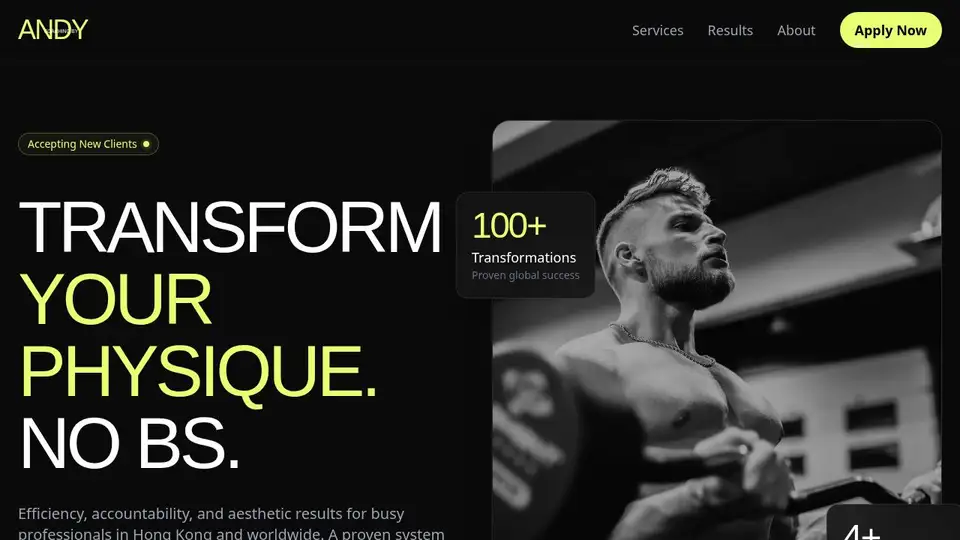 ANDY
Services
Results
About
Apply Now
Accepting New Clients
TRANSFORM
YOUR
PHYSIQUE.
NO BS.
100+
Transformations
Proven global success
Efficiency, accountability, and aesthetic results for busy
professionals in Hong Kong and worldwide. A proven system
4+